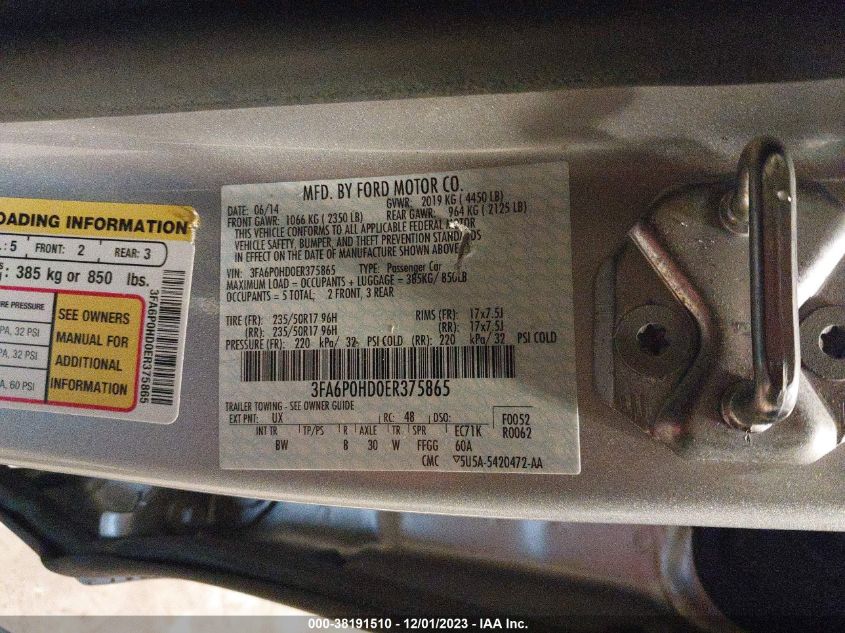 LOADING INFORMATION
: 5 FRONT: 2 REAR: 3
: 385 kg or 850 lbs.
PRESSURE
PA, 32 PSI
PA, 32 PSI
A, 60 PSI
SEE OWNERS
MANUAL FOR
ADDITIONAL
INFORMATION
3FA6P0HD0ER375865
MFD. BY FORD MOTOR CO.
DATE: 06/14 GVWR: 2019 KG ( 4450 LB)
FRONT GAWR: 1066 KG ( 2350 LB) REAR GAWR: 964 KG ( 2125 LB)
THIS VEHICLE CONFORMS TO ALL APPLICABLE FEDERAL MOTOR
VEHICLE SAFETY, BUMPER, AND THEFT PREVENTION STANDARDS
IN EFFECT ON THE DATE OF MANUFACTURE SHOWN ABOVE.
VIN: 3FA6P0HD0ER375865 TYPE: Passenger Car
MAXIMUM LOAD = OCCUPANTS + LUGGAGE = 385KG/ 850LB
OCCUPANTS = 5 TOTAL; 2 FRONT, 3 REAR
TIRE (FR): 235/50R17 96H RIMS (FR): 17x7.5J
(RR): 235/50R17 96H (RR): 17x7.5J
PRESSURE (FR): 220 kPa/ 32 PSI COLD (RR): 220 kPa/ 32 PSI COLD
3FA6P0HD0ER375865
TRAILER TOWING - SEE OWNER GUIDE
EXT PNT: UX RC: 48 DSO: F0052
INT TR TP/PS R AXLE TR SPR EC71K R0062
BW B 30 W FFGG 60A
CMC ▽5U5A-5420472-AA
000-38191510 - 12/01/2023 - IAA Inc.